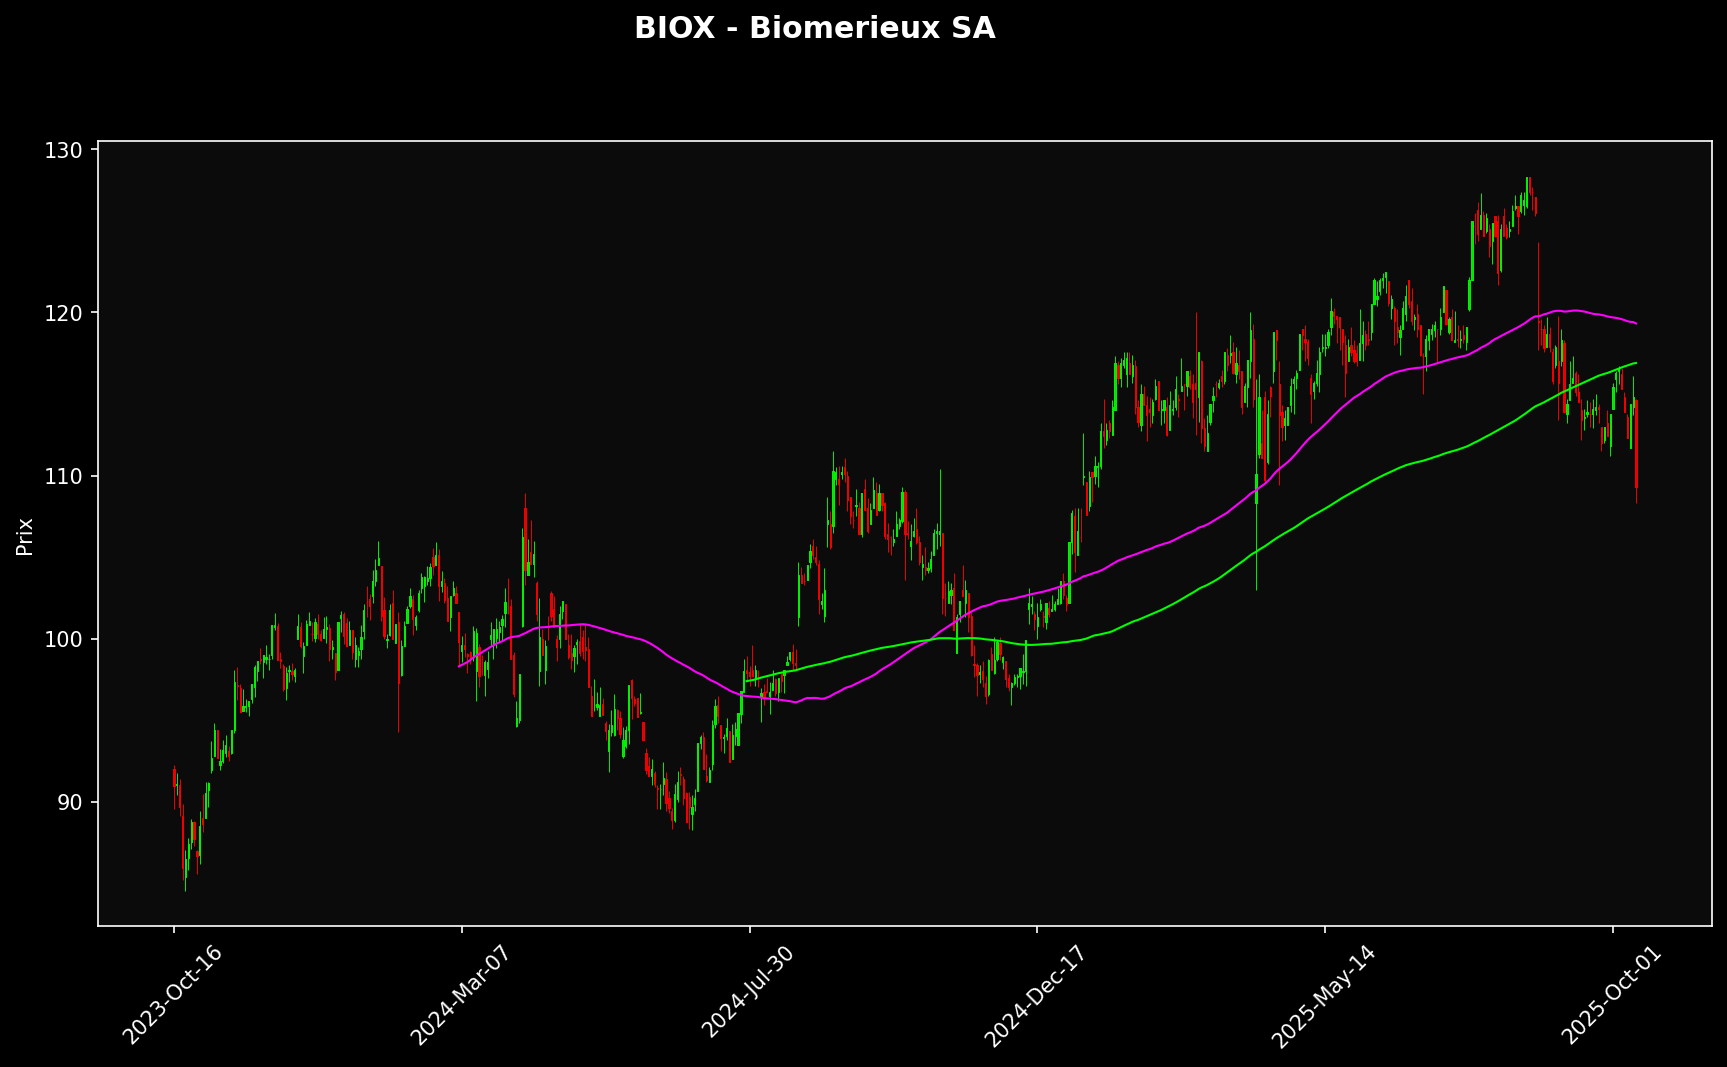 BIOX - Biomerieux SA
130
120
110
100
90
Prix
2023-Oct-16
2024-Mar-07
2024-Jul-30
2024-Dec-17
2025-May-14
2025-Oct-01